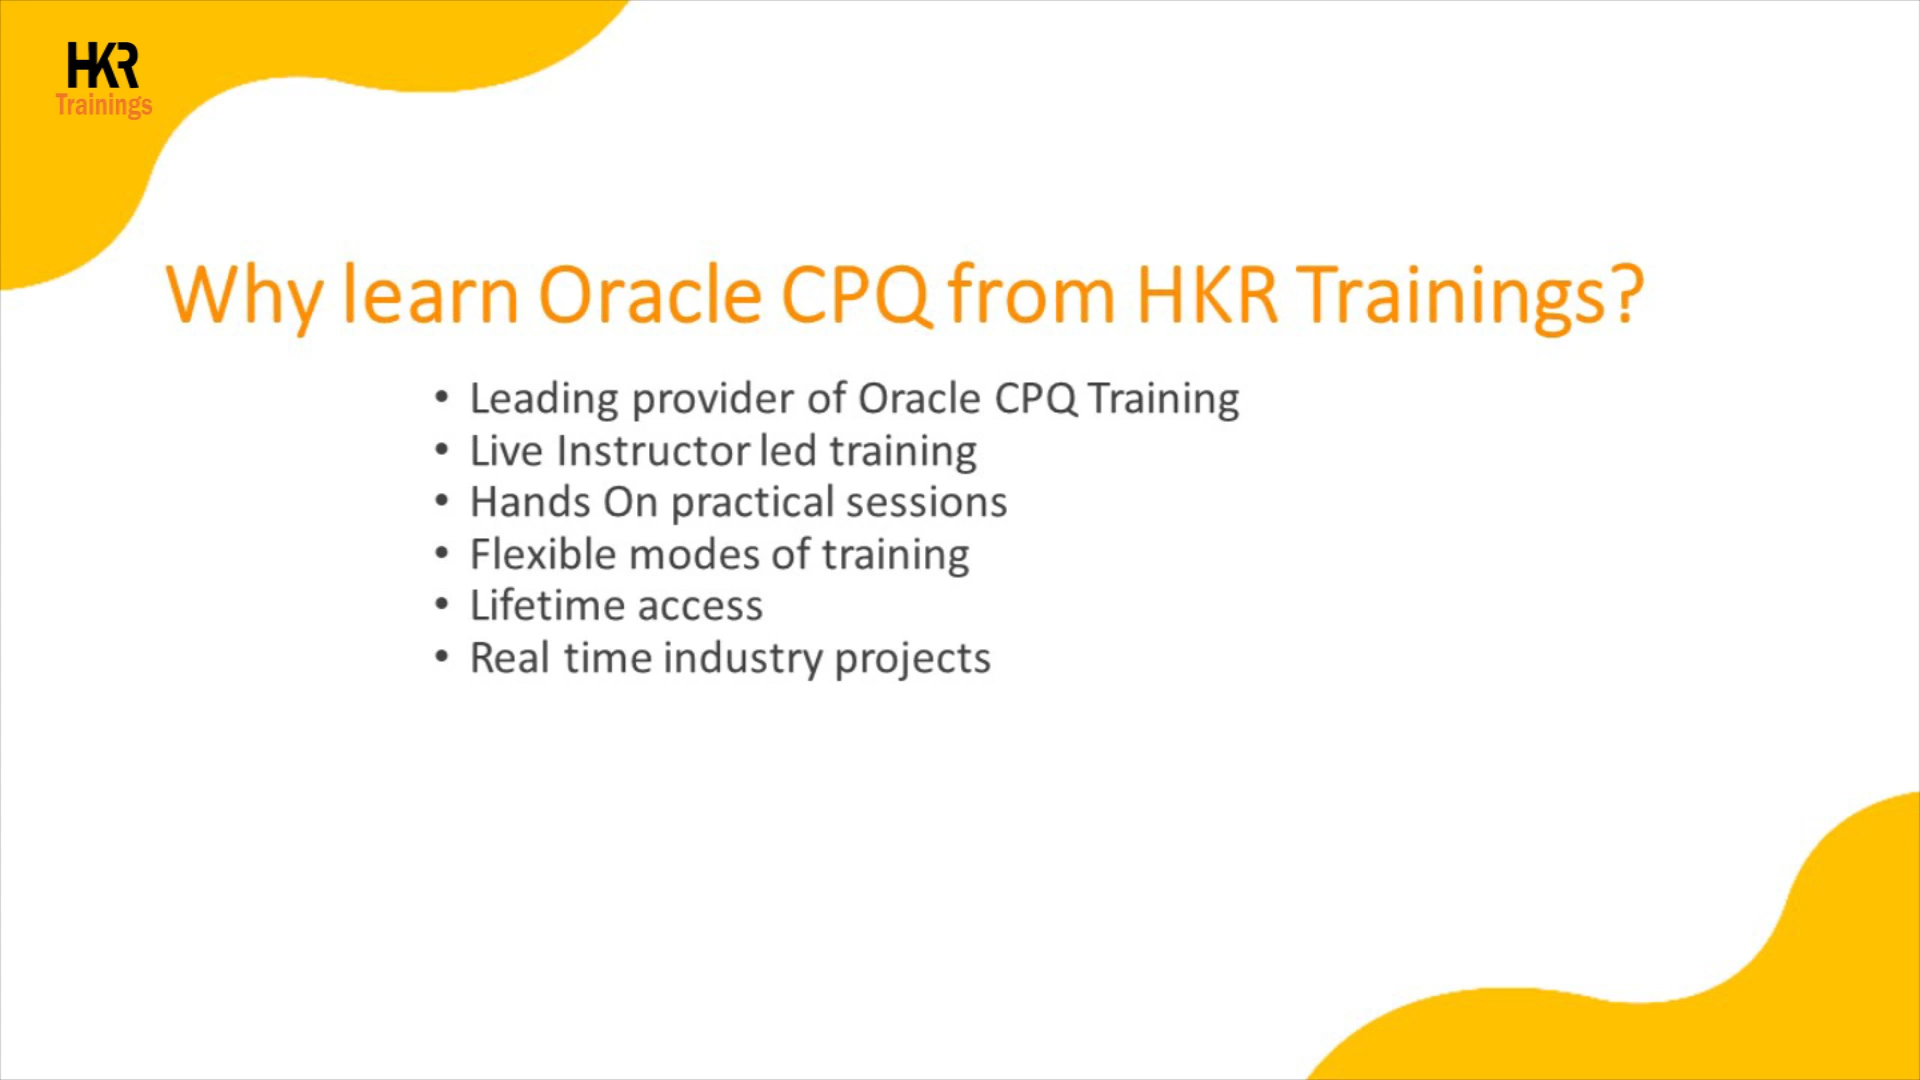 HKR
Trainings
Why learn Oracle CPQ from HKR Trainings?
• Leading provider of Oracle CPQ Training
• Live Instructor led training
• Hands On practical sessions
• Flexible modes of training
• Lifetime access
• Real time industry projects